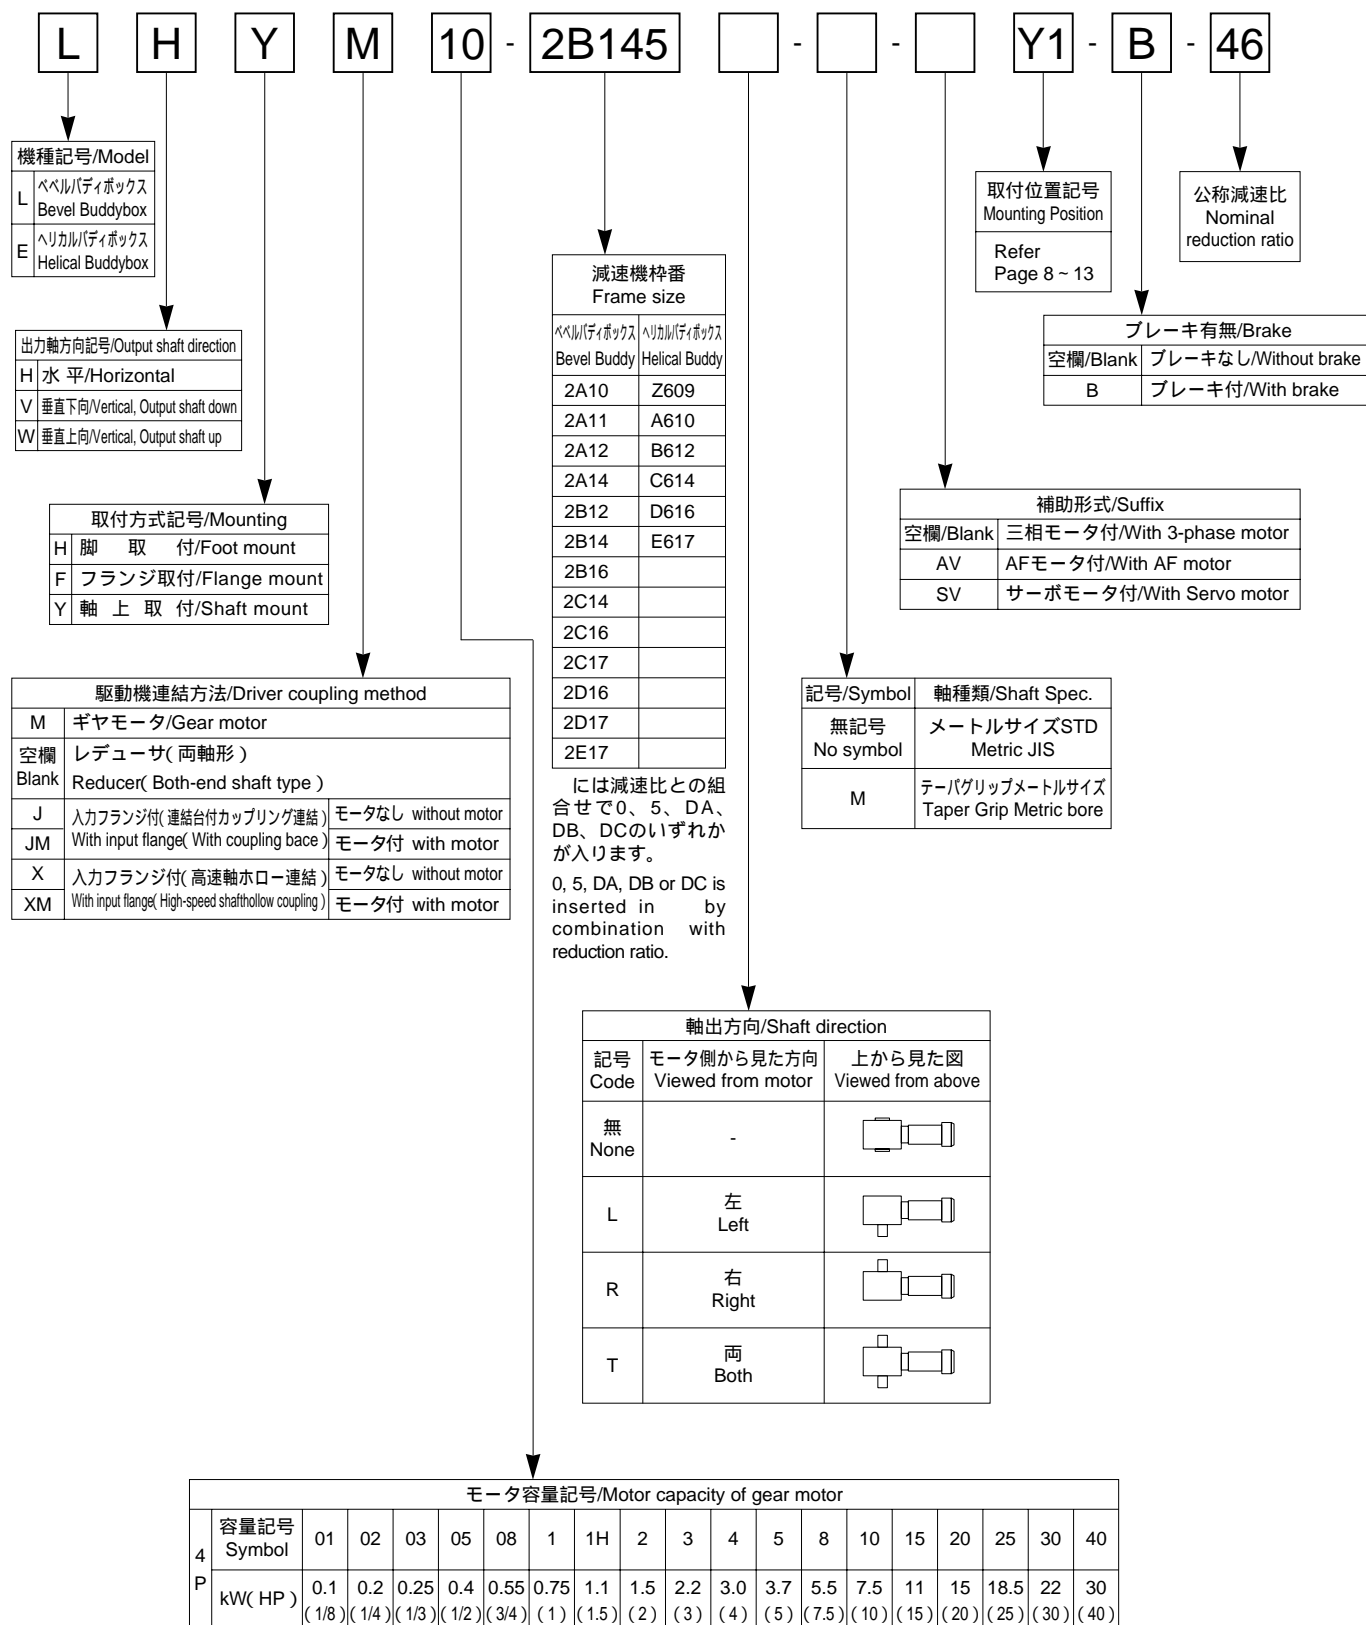 L H Y M 10 - 2B145 - - Y1 - B - 46
機種記号/Model
L ベベルバディボックス
Bevel Buddybox
E ヘリカルバディボックス
Helical Buddybox
出力軸方向記号/Output shaft direction
H 水 平/Horizontal
V 垂直下向/Vertical, Output shaft down
W 垂直上向/Vertical, Output shaft up
取付方式記号/Mounting
H 脚 取 付/Foot mount
F フランジ取付/Flange mount
Y 軸 上 取 付/Shaft mount
駆動機連結方法/Driver coupling method
M ギヤモータ/Gear motor
空欄 レデューサ( 両軸形 )
Blank Reducer( Both-end shaft type )
J 入力フランジ付( 連結台付カップリング連結 ) モータなし without motor
JM With input flange( With coupling bace ) モータ付 with motor
X 入力フランジ付( 高速軸ホロー連結 ) モータなし without motor
XM With input flange( High-speed shafthollow coupling ) モータ付 with motor
減速機枠番
Frame size
ベベルバディボックス ヘリカルバディボックス
Bevel Buddy Helical Buddy
2A10 Z609
2A11 A610
2A12 B612
2A14 C614
2B12 D616
2B14 E617
2B16
2C14
2C16
2C17
2D16
2D17
2E17
には減速比との組
合せで0、5、DA、
DB、DCのいずれか
が入ります。
0, 5, DA, DB or DC is
inserted in by
combination with
reduction ratio.
取付位置記号
Mounting Position
Refer
Page 8 ~ 13
公称減速比
Nominal
reduction ratio
ブレーキ有無/Brake
空欄/Blank ブレーキなし/Without brake
B ブレーキ付/With brake
補助形式/Suffix
空欄/Blank 三相モータ付/With 3-phase motor
AV AFモータ付/With AF motor
SV サーボモータ付/With Servo motor
記号/Symbol 軸種類/Shaft Spec.
無記号 メートルサイズSTD
No symbol Metric JIS
M テーパグリップメートルサイズ
Taper Grip Metric bore
軸出方向/Shaft direction
記号 モータ側から見た方向 上から見た図
Code Viewed from motor Viewed from above
無 -
None
L 左
Left
R 右
Right
T 両
Both
モータ容量記号/Motor capacity of gear motor
4P 容量記号 Symbol 01 02 03 05 08 1 1H 2 3 4 5 8 10 15 20 25 30 40
kW( HP ) 0.1 0.2 0.25 0.4 0.55 0.75 1.1 1.5 2.2 3.0 3.7 5.5 7.5 11 15 18.5 22 30
( 1/8 ) ( 1/4 ) ( 1/3 ) ( 1/2 ) ( 3/4 ) ( 1 ) ( 1.5 ) ( 2 ) ( 3 ) ( 4 ) ( 5 ) ( 7.5 ) ( 10 ) ( 15 ) ( 20 ) ( 25 ) ( 30 ) ( 40 )